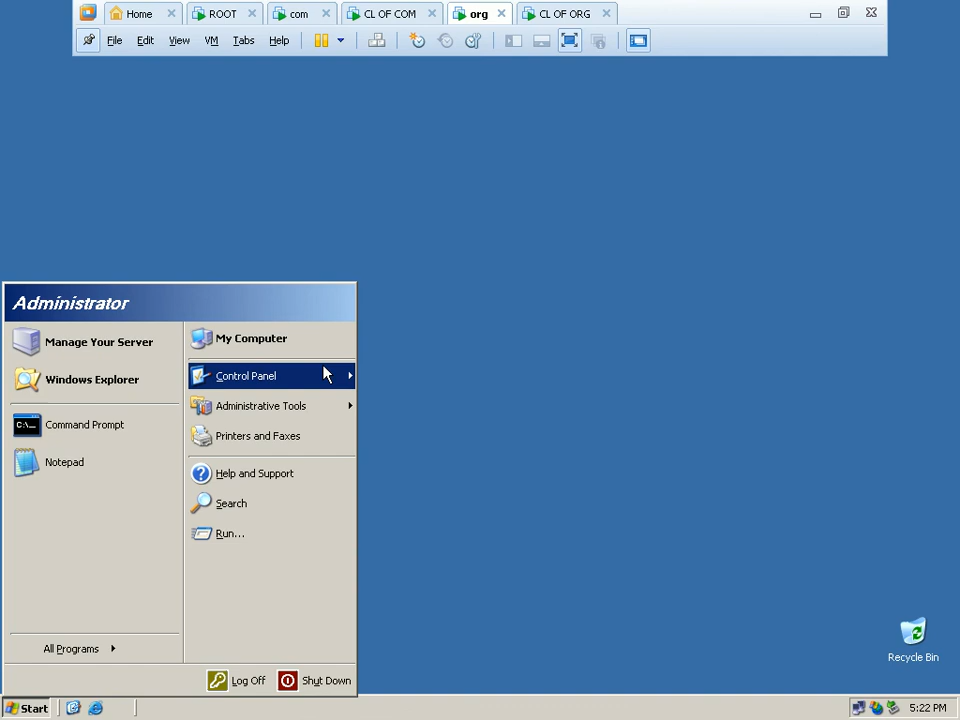 Home ROOT com CL OF COM org CL OF ORG
File Edit View VM Tabs Help
Administrator
Manage Your Server
Windows Explorer
Command Prompt
Notepad
All Programs
My Computer
Control Panel
Administrative Tools
Printers and Faxes
Help and Support
Search
Run...
Log Off Shut Down
Recycle Bin
Start 5:22 PM